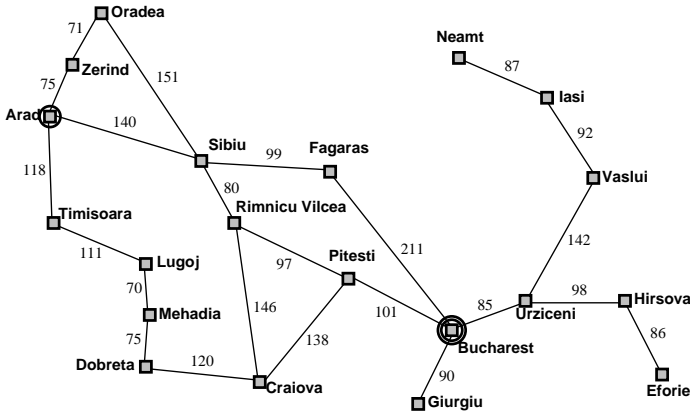 Oradea
71
Neamt
Zerind
87
151
75
Iasi
Arad
140
92
Sibiu
Fagaras
99
118
Vaslui
80
Timisoara
Rimnicu Vilcea
111
211
142
Lugoj
97
Pitesti
70
98
Hirsova
146
101
85
Urziceni
Mehadia
86
75
138
Bucharest
Dobreta
120
90
Craiova
Eforie
Giurgiu